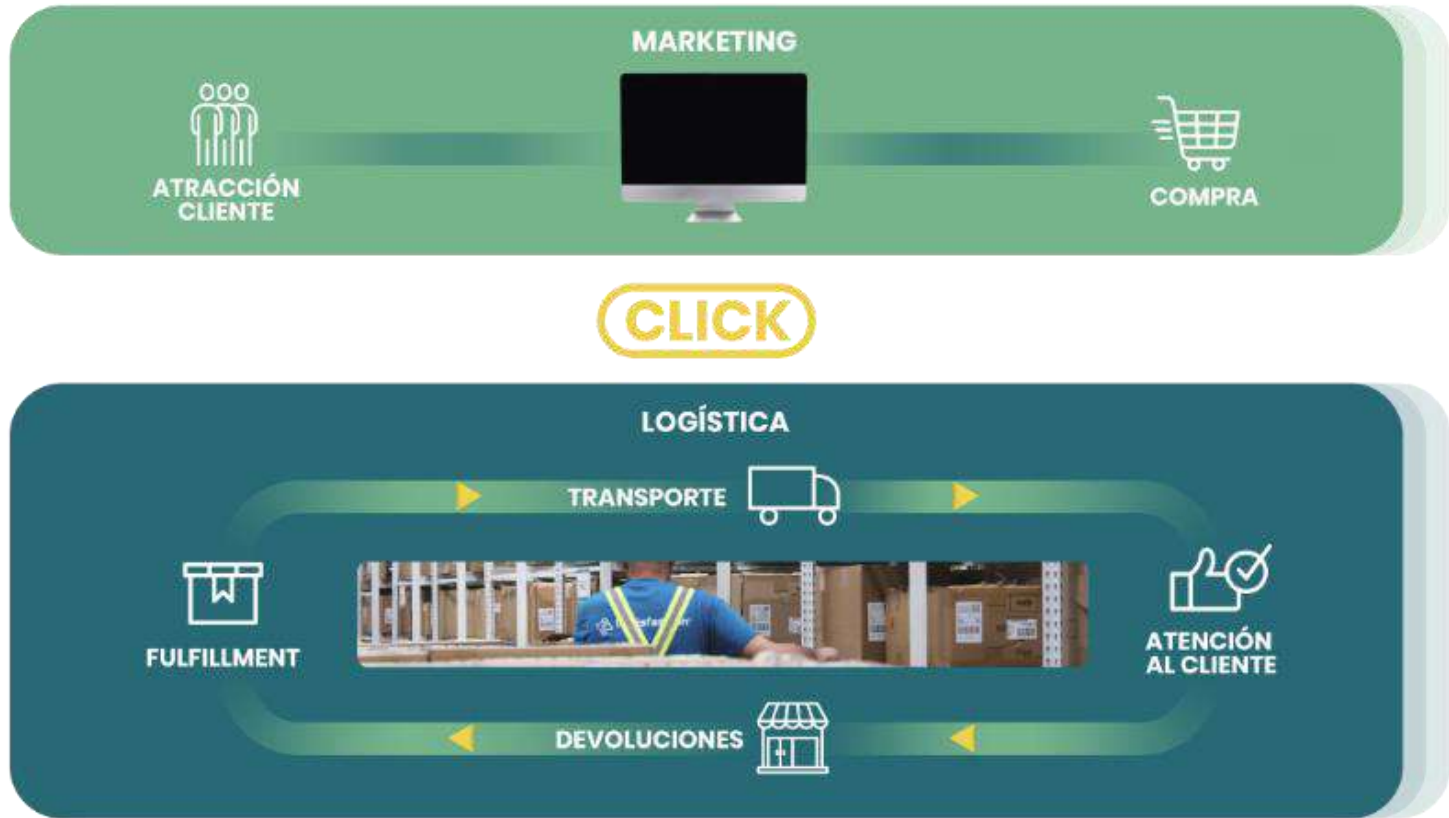 MARKETING
ATRACCIÓN
CLIENTE
COMPRA
CLICK
LOGÍSTICA
TRANSPORTE
FULFILLMENT
ATENCIÓN
AL CLIENTE
DEVOLUCIONES